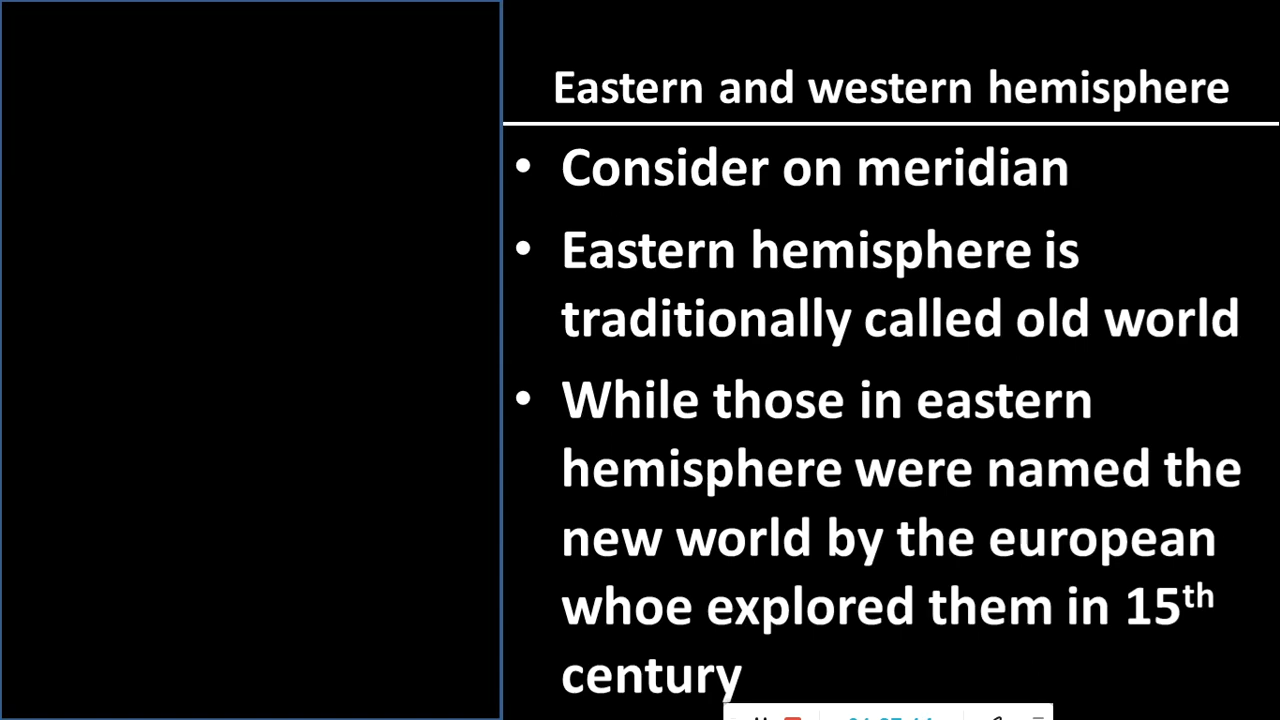 Eastern and western hemisphere
• Consider on meridian
• Eastern hemisphere is
traditionally called old world
• While those in eastern
hemisphere were named the
new world by the european
whoe explored them in 15th
century